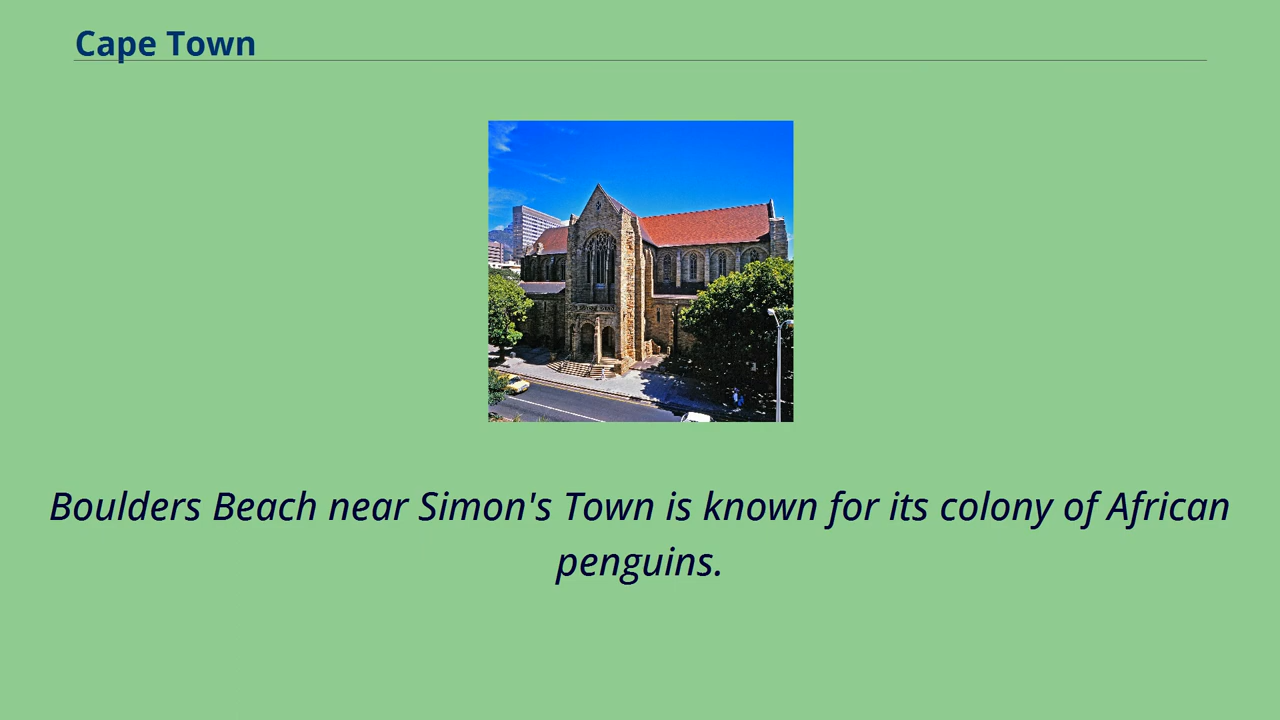 Cape Town
Boulders Beach near Simon's Town is known for its colony of African
penguins.